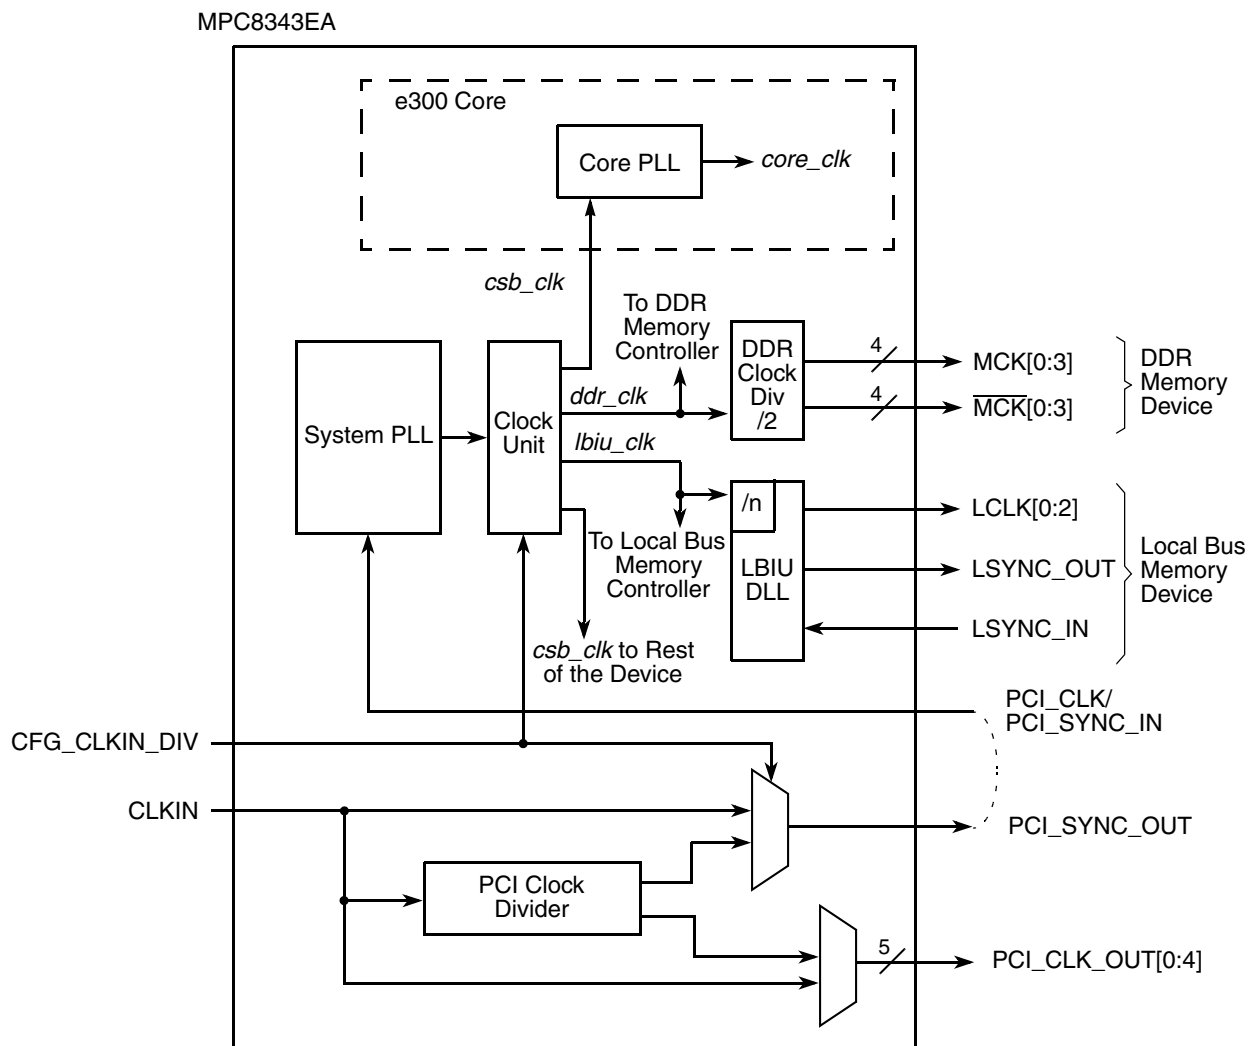 MPC8343EA
e300 Core
Core PLL
core_clk
csb_clk
To DDR
Memory
Controller
DDR
Clock
Div
/2
4
MCK[0:3]
4
M̅C̅K̅[0:3]
DDR
Memory
Device
System PLL
Clock
Unit
ddr_clk
lbiu_clk
/n
LBIU
DLL
To Local Bus
Memory
Controller
LCLK[0:2]
LSYNC_OUT
LSYNC_IN
Local Bus
Memory
Device
csb_clk to Rest
of the Device
PCI_CLK/
PCI_SYNC_IN
CFG_CLKIN_DIV
CLKIN
PCI_SYNC_OUT
PCI Clock
Divider
5
PCI_CLK_OUT[0:4]